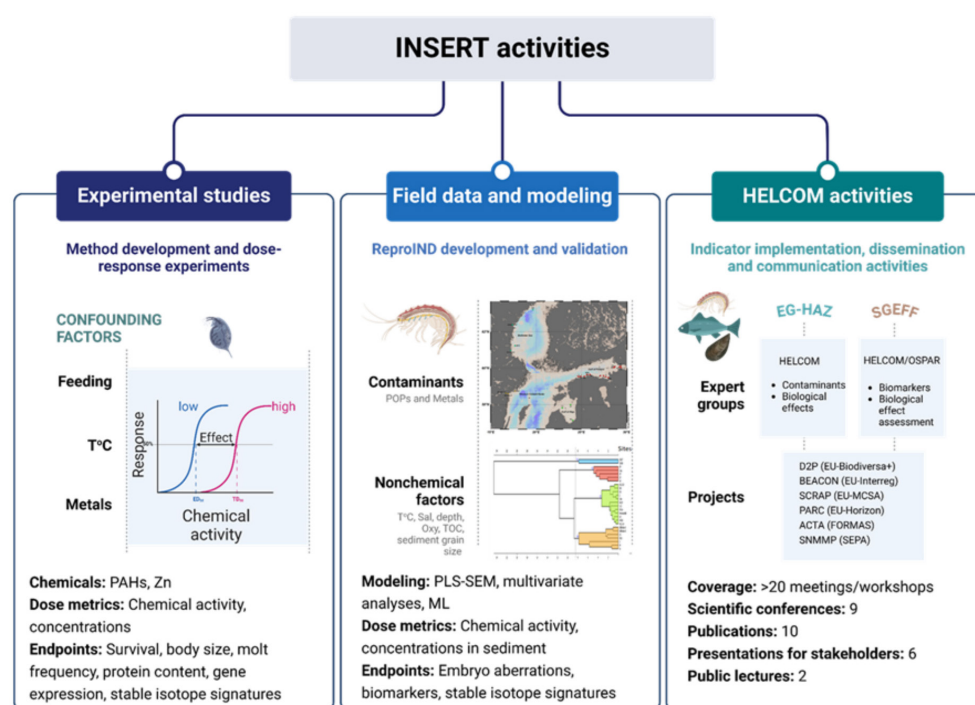 INSERT activities
Experimental studies
Method development and dose-
response experiments
CONFOUNDING
FACTORS
Feeding
T°C
Metals
Response
low
high
Effect
Chemical
activity
Chemicals: PAHs, Zn
Dose metrics: Chemical activity,
concentrations
Endpoints: Survival, body size, molt
frequency, protein content, gene
expression, stable isotope signatures
Field data and modeling
ReproIND development and validation
Contaminants
POPs and Metals
Sites
Nonchemical
factors
T°C, Sal, depth,
Oxy, TOC,
sediment grain
size
Modeling: PLS-SEM, multivariate
analyses, ML
Dose metrics: Chemical activity,
concentrations in sediment
Endpoints: Embryo aberrations,
biomarkers, stable isotope signatures
HELCOM activities
Indicator implementation, dissemination
and communication activities
EG-HAZ
SGEFF
Expert
groups
HELCOM
• Contaminants
• Biological
effects
HELCOM/OSPAR
• Biomarkers
• Biological
effect
assessment
Projects
D2P (EU-Biodiversa+)
BEACON (EU-Interreg)
SCRAP (EU-MCSA)
PARC (EU-Horizon)
ACTA (FORMAS)
SNMMP (SEPA)
Coverage: >20 meetings/workshops
Scientific conferences: 9
Publications: 10
Presentations for stakeholders: 6
Public lectures: 2